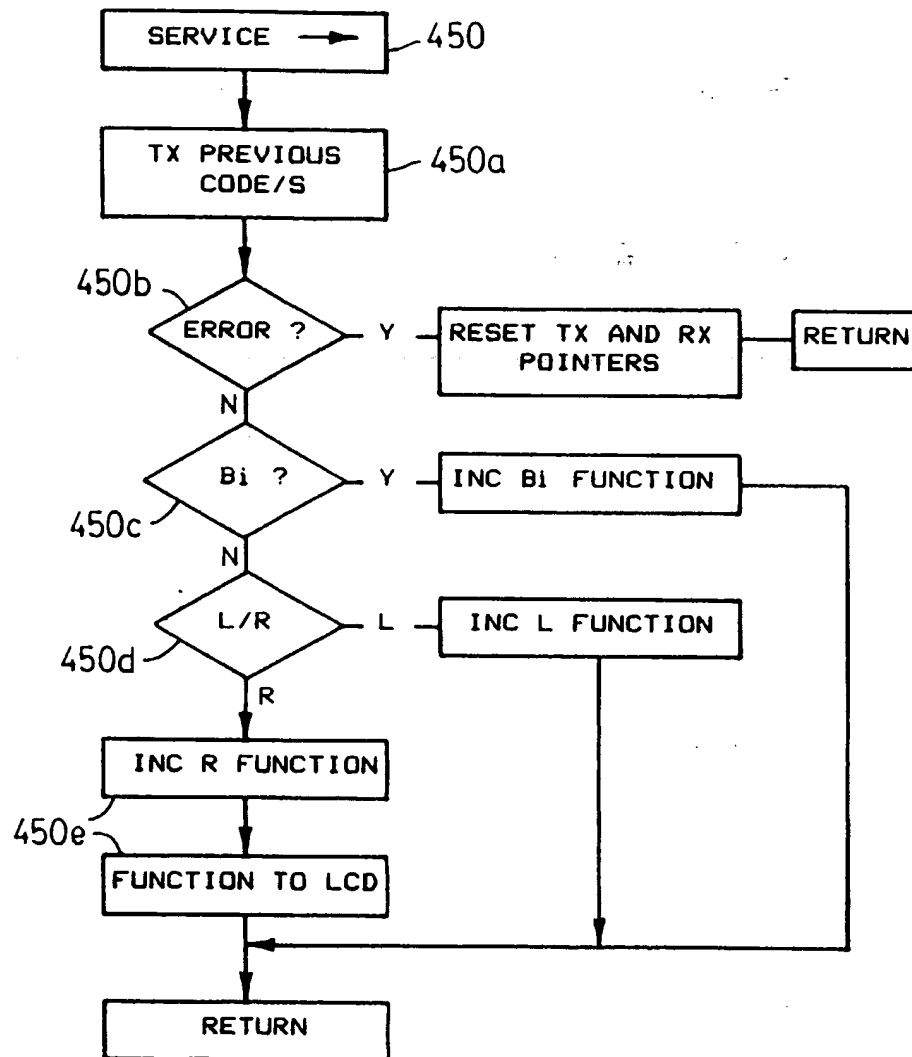 SERVICE → 450
TX PREVIOUS
CODE/S
450a
450b
ERROR ? Y RESET TX AND RX
POINTERS
RETURN
N
Bi ? Y INC Bi FUNCTION
450c
N
L/R L INC L FUNCTION
450d
R
INC R FUNCTION
450e
FUNCTION TO LCD
RETURN